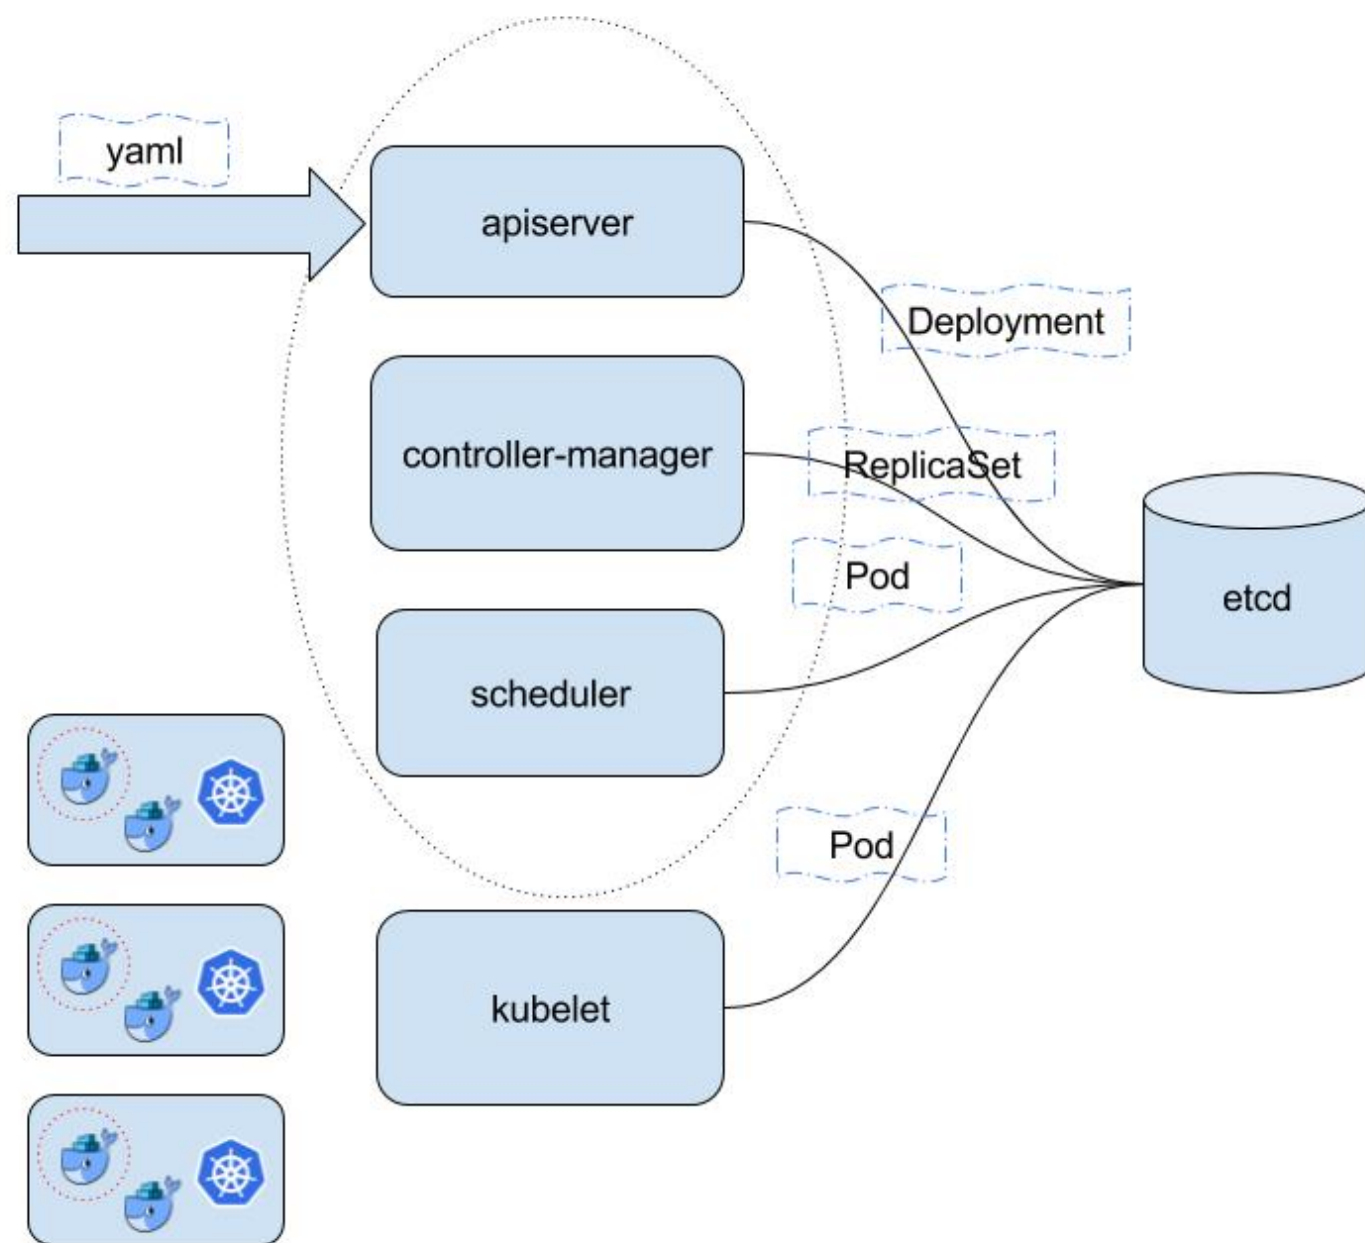 yaml
apiserver
Deployment
controller-manager
ReplicaSet
Pod
etcd
scheduler
Pod
kubelet